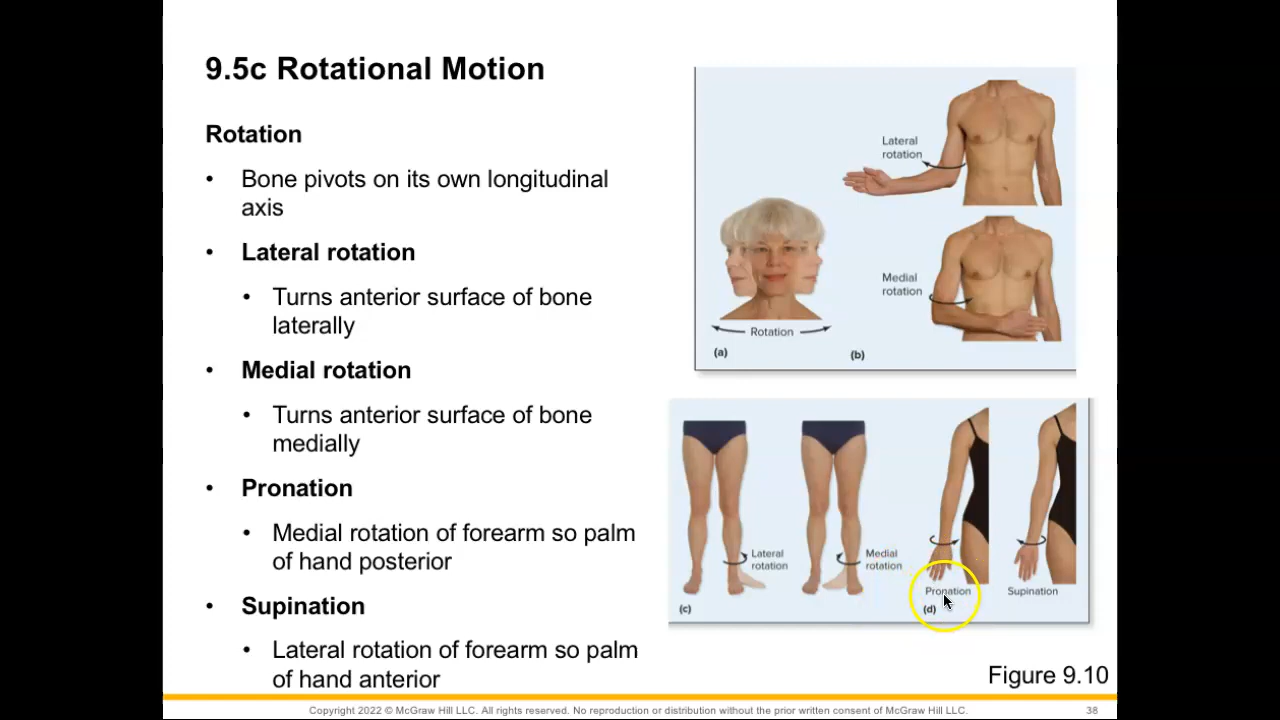 9.5c Rotational Motion
Rotation
• Bone pivots on its own longitudinal
axis
• Lateral rotation
• Turns anterior surface of bone
laterally
• Medial rotation
• Turns anterior surface of bone
medially
• Pronation
• Medial rotation of forearm so palm
of hand posterior
• Supination
• Lateral rotation of forearm so palm
of hand anterior
Lateral
rotation
Medial
rotation
Rotation
(a)
(b)
Lateral
rotation
Medial
rotation
Pronation
Supination
(c)
(d)
Figure 9.10
Copyright 2022 © McGraw Hill LLC. All rights reserved. No reproduction or distribution without the prior written consent of McGraw Hill LLC.
38